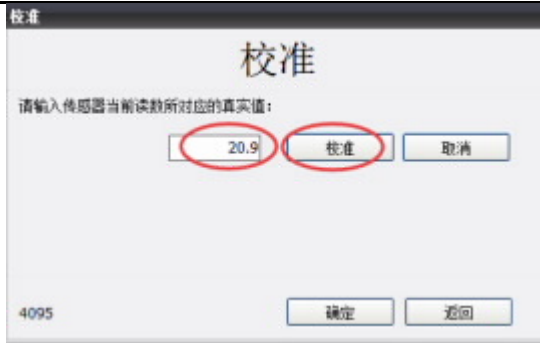 校准
校准
请输入传感器当前读数所对应的真实值：
20.9 校准 取消
4095 确定 返回